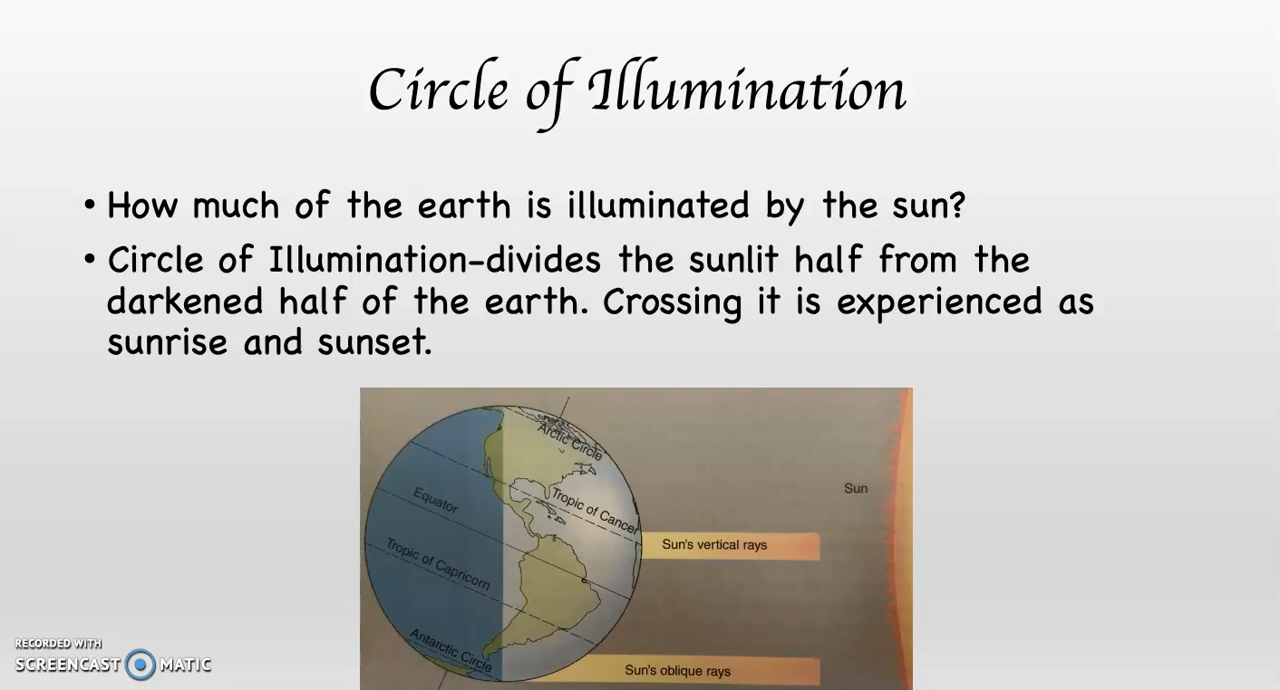 Circle of Illumination
• How much of the earth is illuminated by the sun?
• Circle of Illumination-divides the sunlit half from the
darkened half of the earth. Crossing it is experienced as
sunrise and sunset.
Arctic Circle
Sun
Tropic of Cancer
Equator
Sun's vertical rays
Tropic of Capricorn
Antarctic Circle
Sun's oblique rays
RECORDED WITH
SCREENCAST MATIC